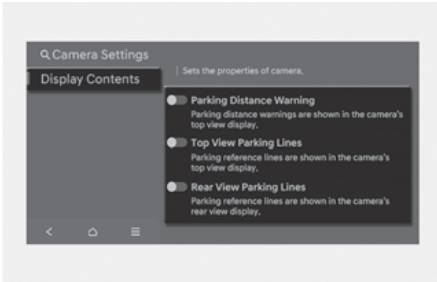 Camera Settings
Display Contents
Sets the properties of camera.
Parking Distance Warning
Parking distance warnings are shown in the camera's
top view display.
Top View Parking Lines
Parking reference lines are shown in the camera's
top view display.
Rear View Parking Lines
Parking reference lines are shown in the camera's
rear view display.